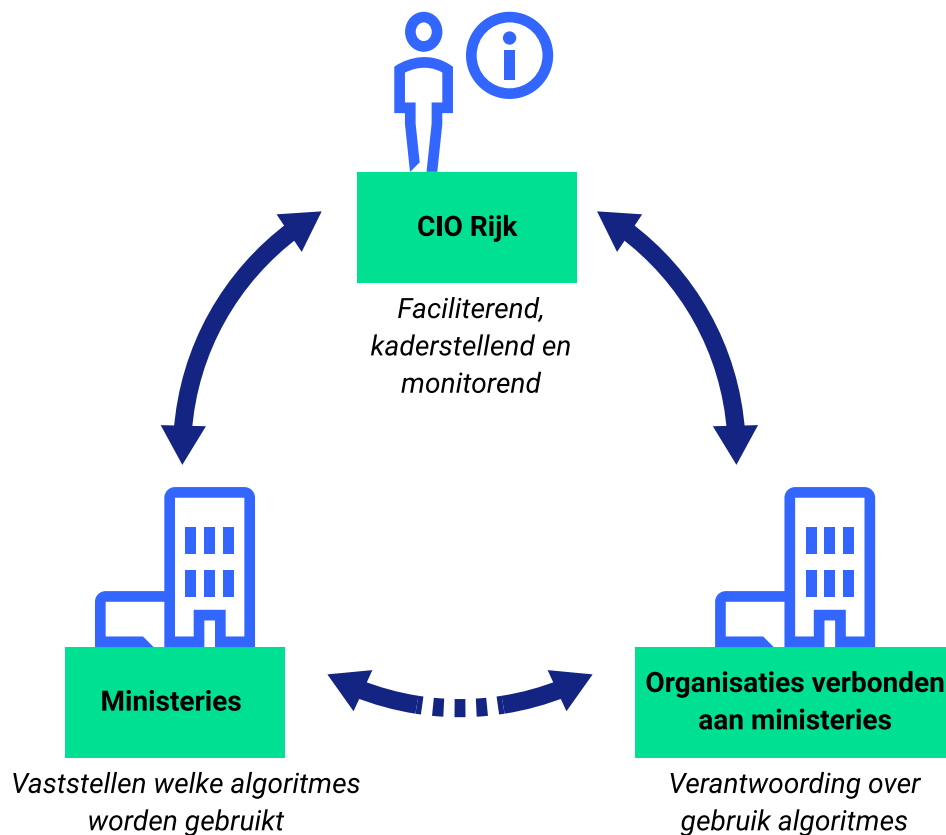 CIO Rijk
Faciliterend,
kaderstellend en
monitorend
Ministeries
Vaststellen welke algoritmes
worden gebruikt
Organisaties verbonden
aan ministeries
Verantwoording over
gebruik algoritmes